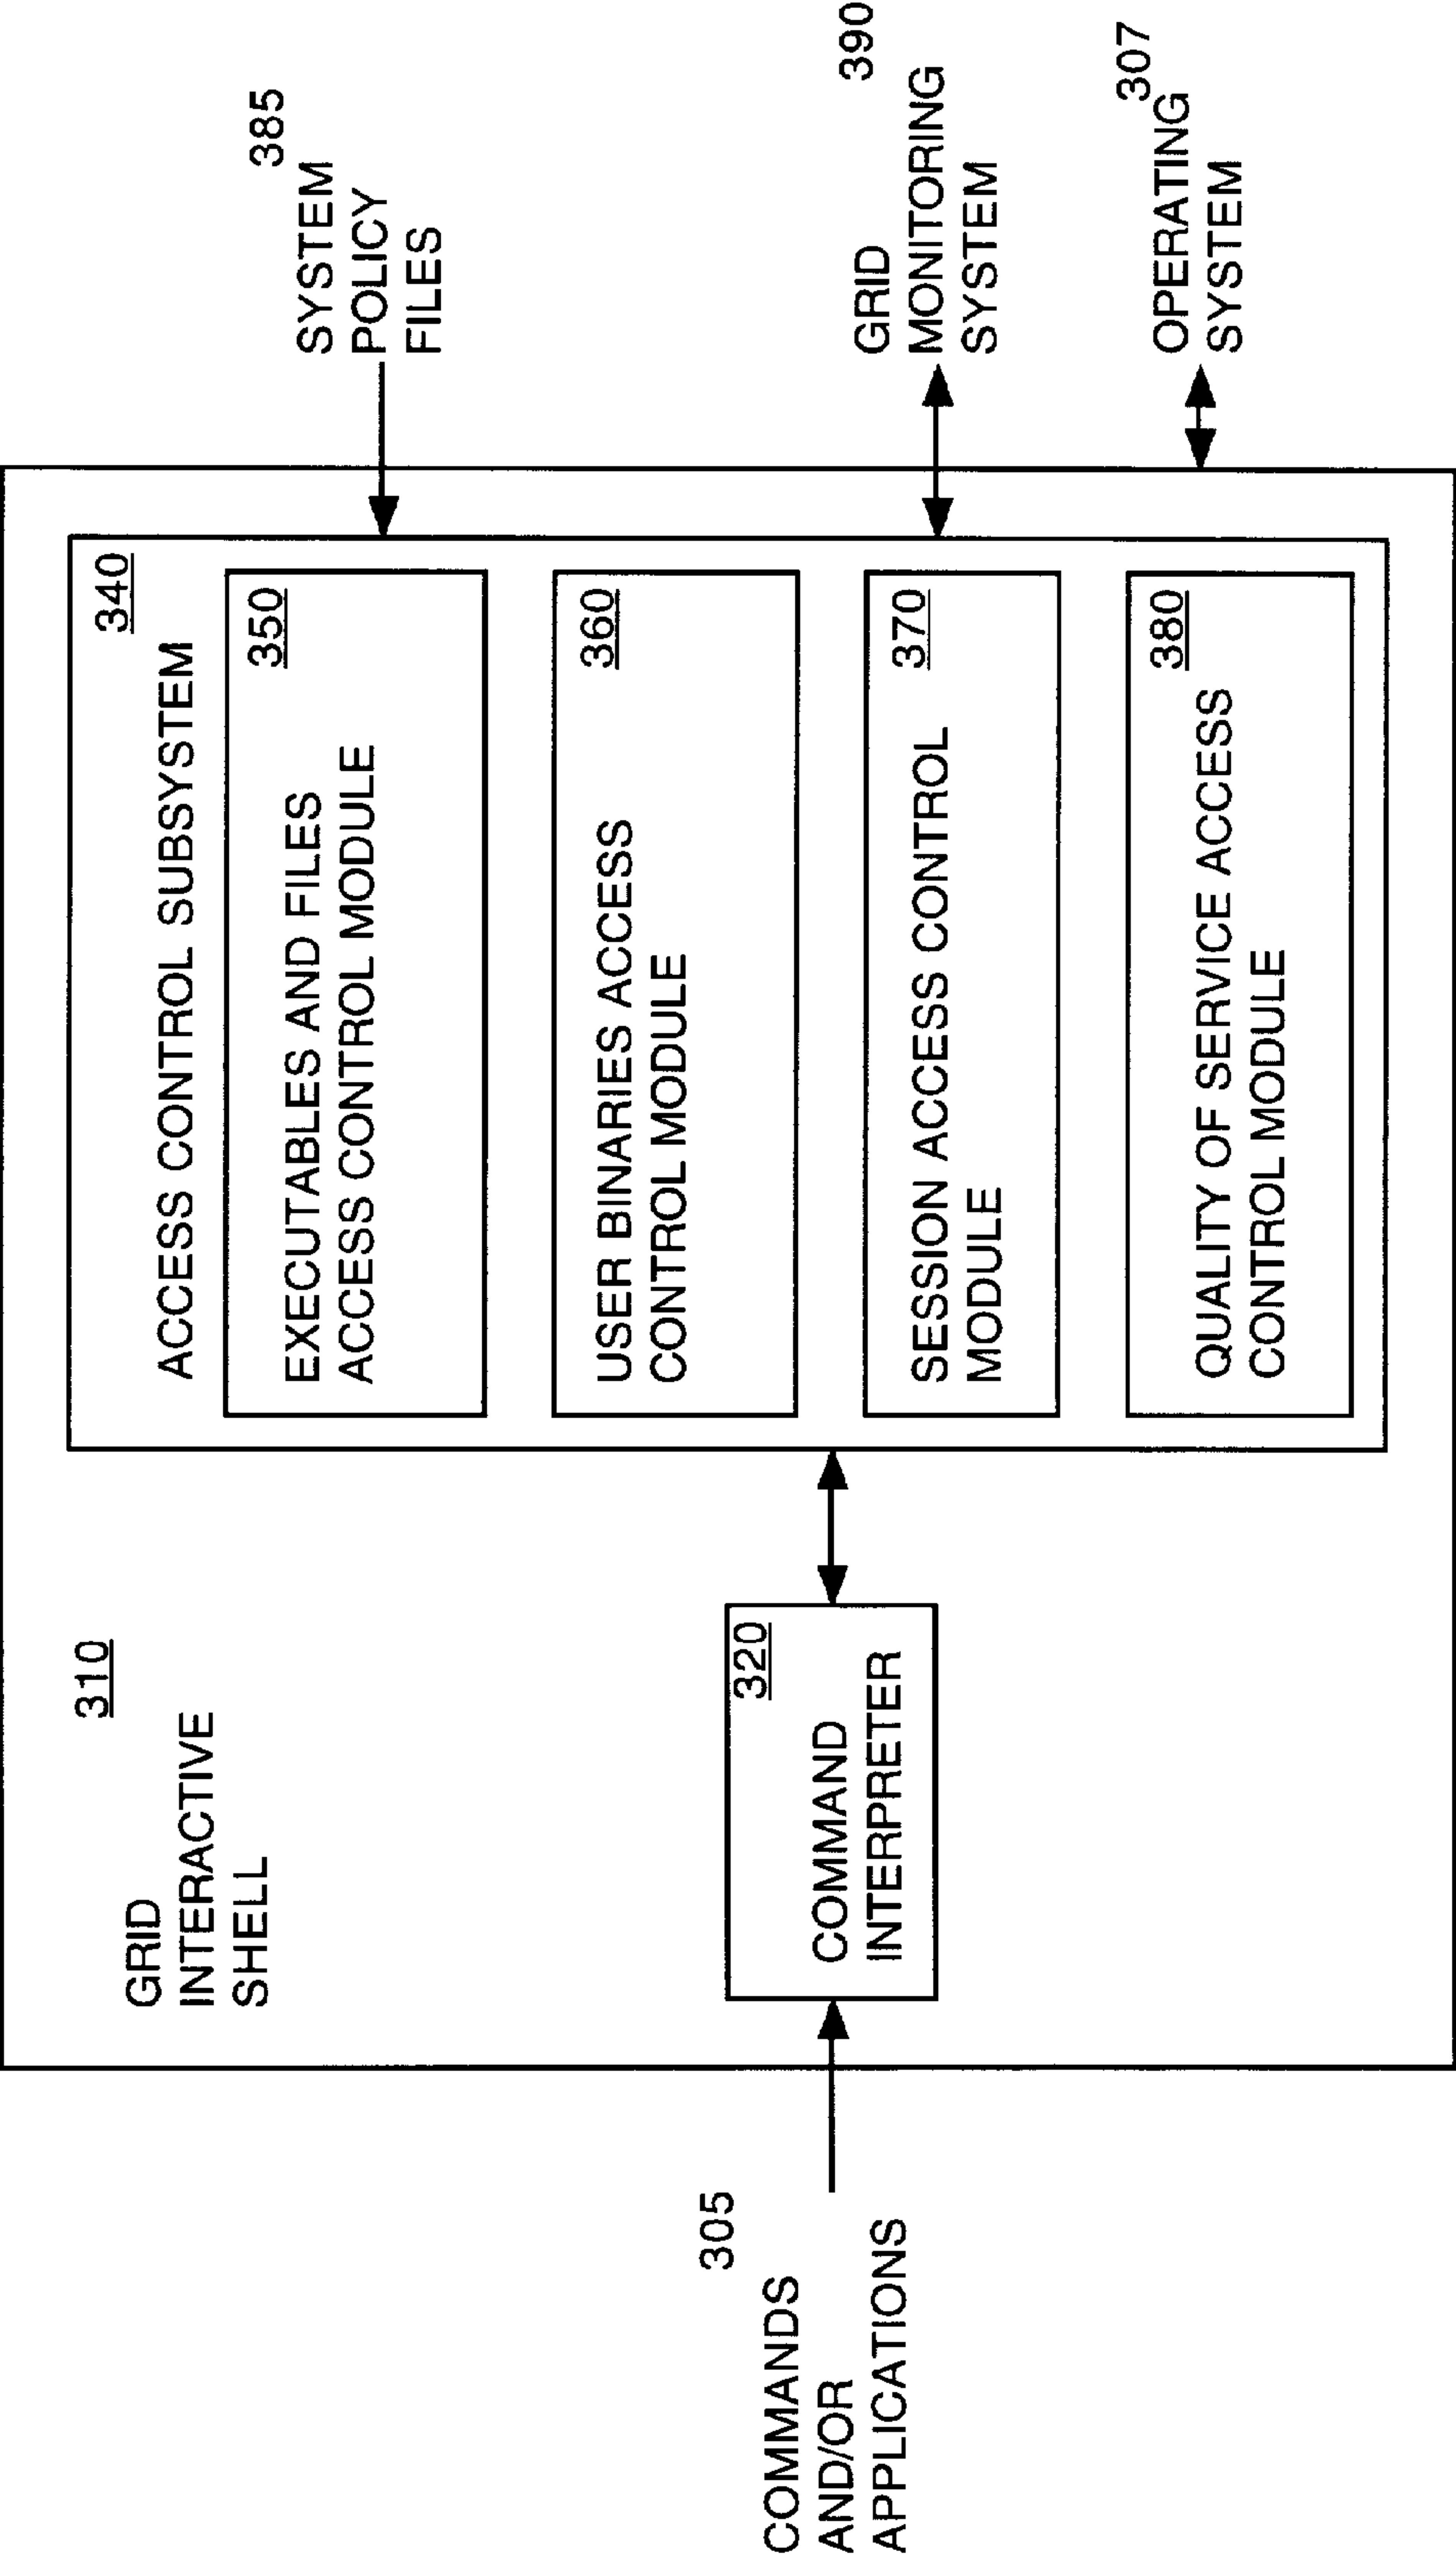 310
GRID
INTERACTIVE
SHELL
305
COMMANDS
AND/OR
APPLICATIONS
320
COMMAND
INTERPRETER
340
ACCESS CONTROL SUBSYSTEM
350
EXECUTABLES AND FILES
ACCESS CONTROL MODULE
360
USER BINARIES ACCESS
CONTROL MODULE
370
SESSION ACCESS CONTROL
MODULE
380
QUALITY OF SERVICE ACCESS
CONTROL MODULE
385
SYSTEM
POLICY
FILES
390
GRID
MONITORING
SYSTEM
307
OPERATING
SYSTEM